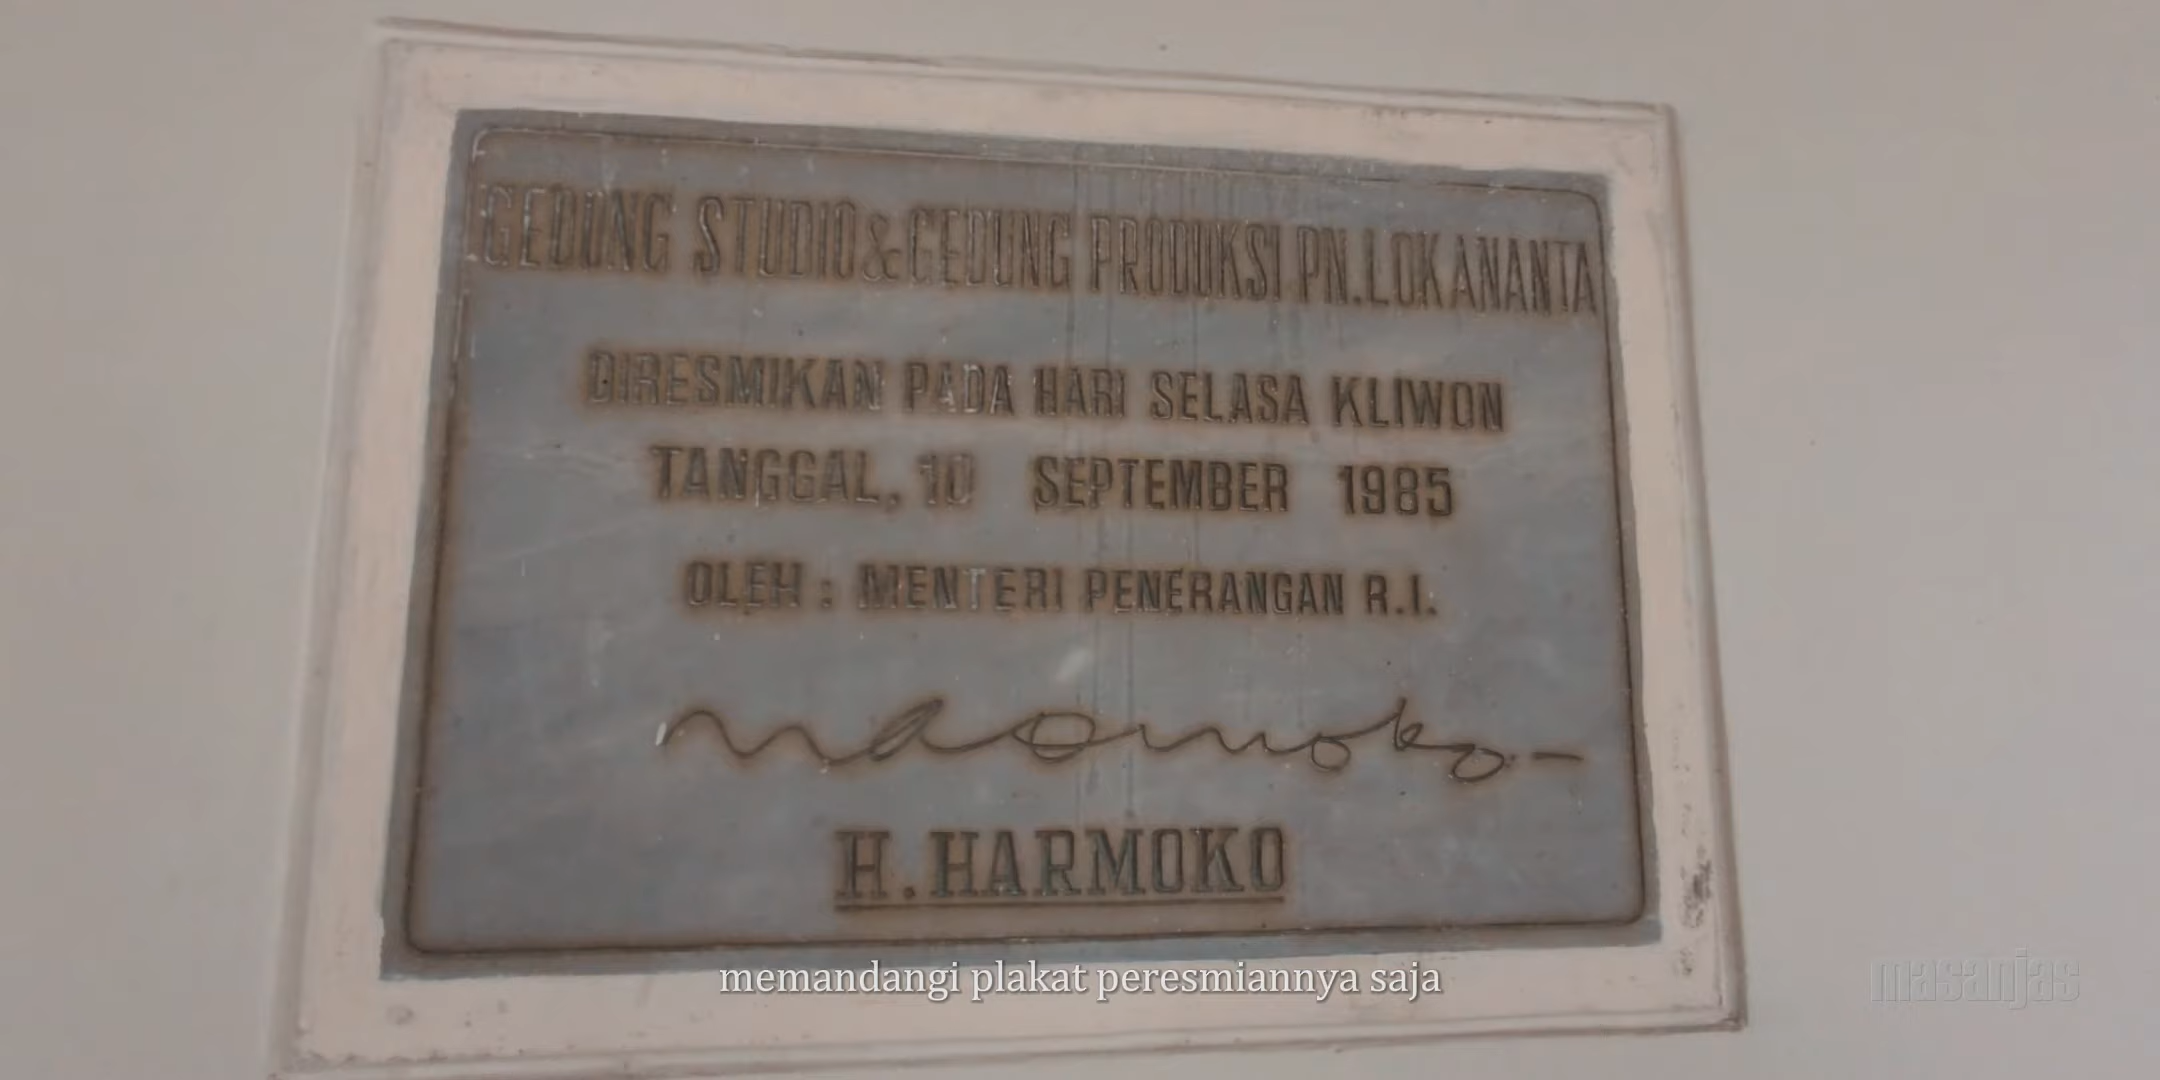 GEDUNG STUDIO & GEDUNG PRODUKSI PN. LOKANANTA
DIRESMIKAN PADA HARI SELASA KLIWON
TANGGAL, 10 SEPTEMBER 1985
OLEH : MENTERI PENERANGAN R.I.
H. HARMOKO
memandangi plakat peresmiannya saja
masanjas